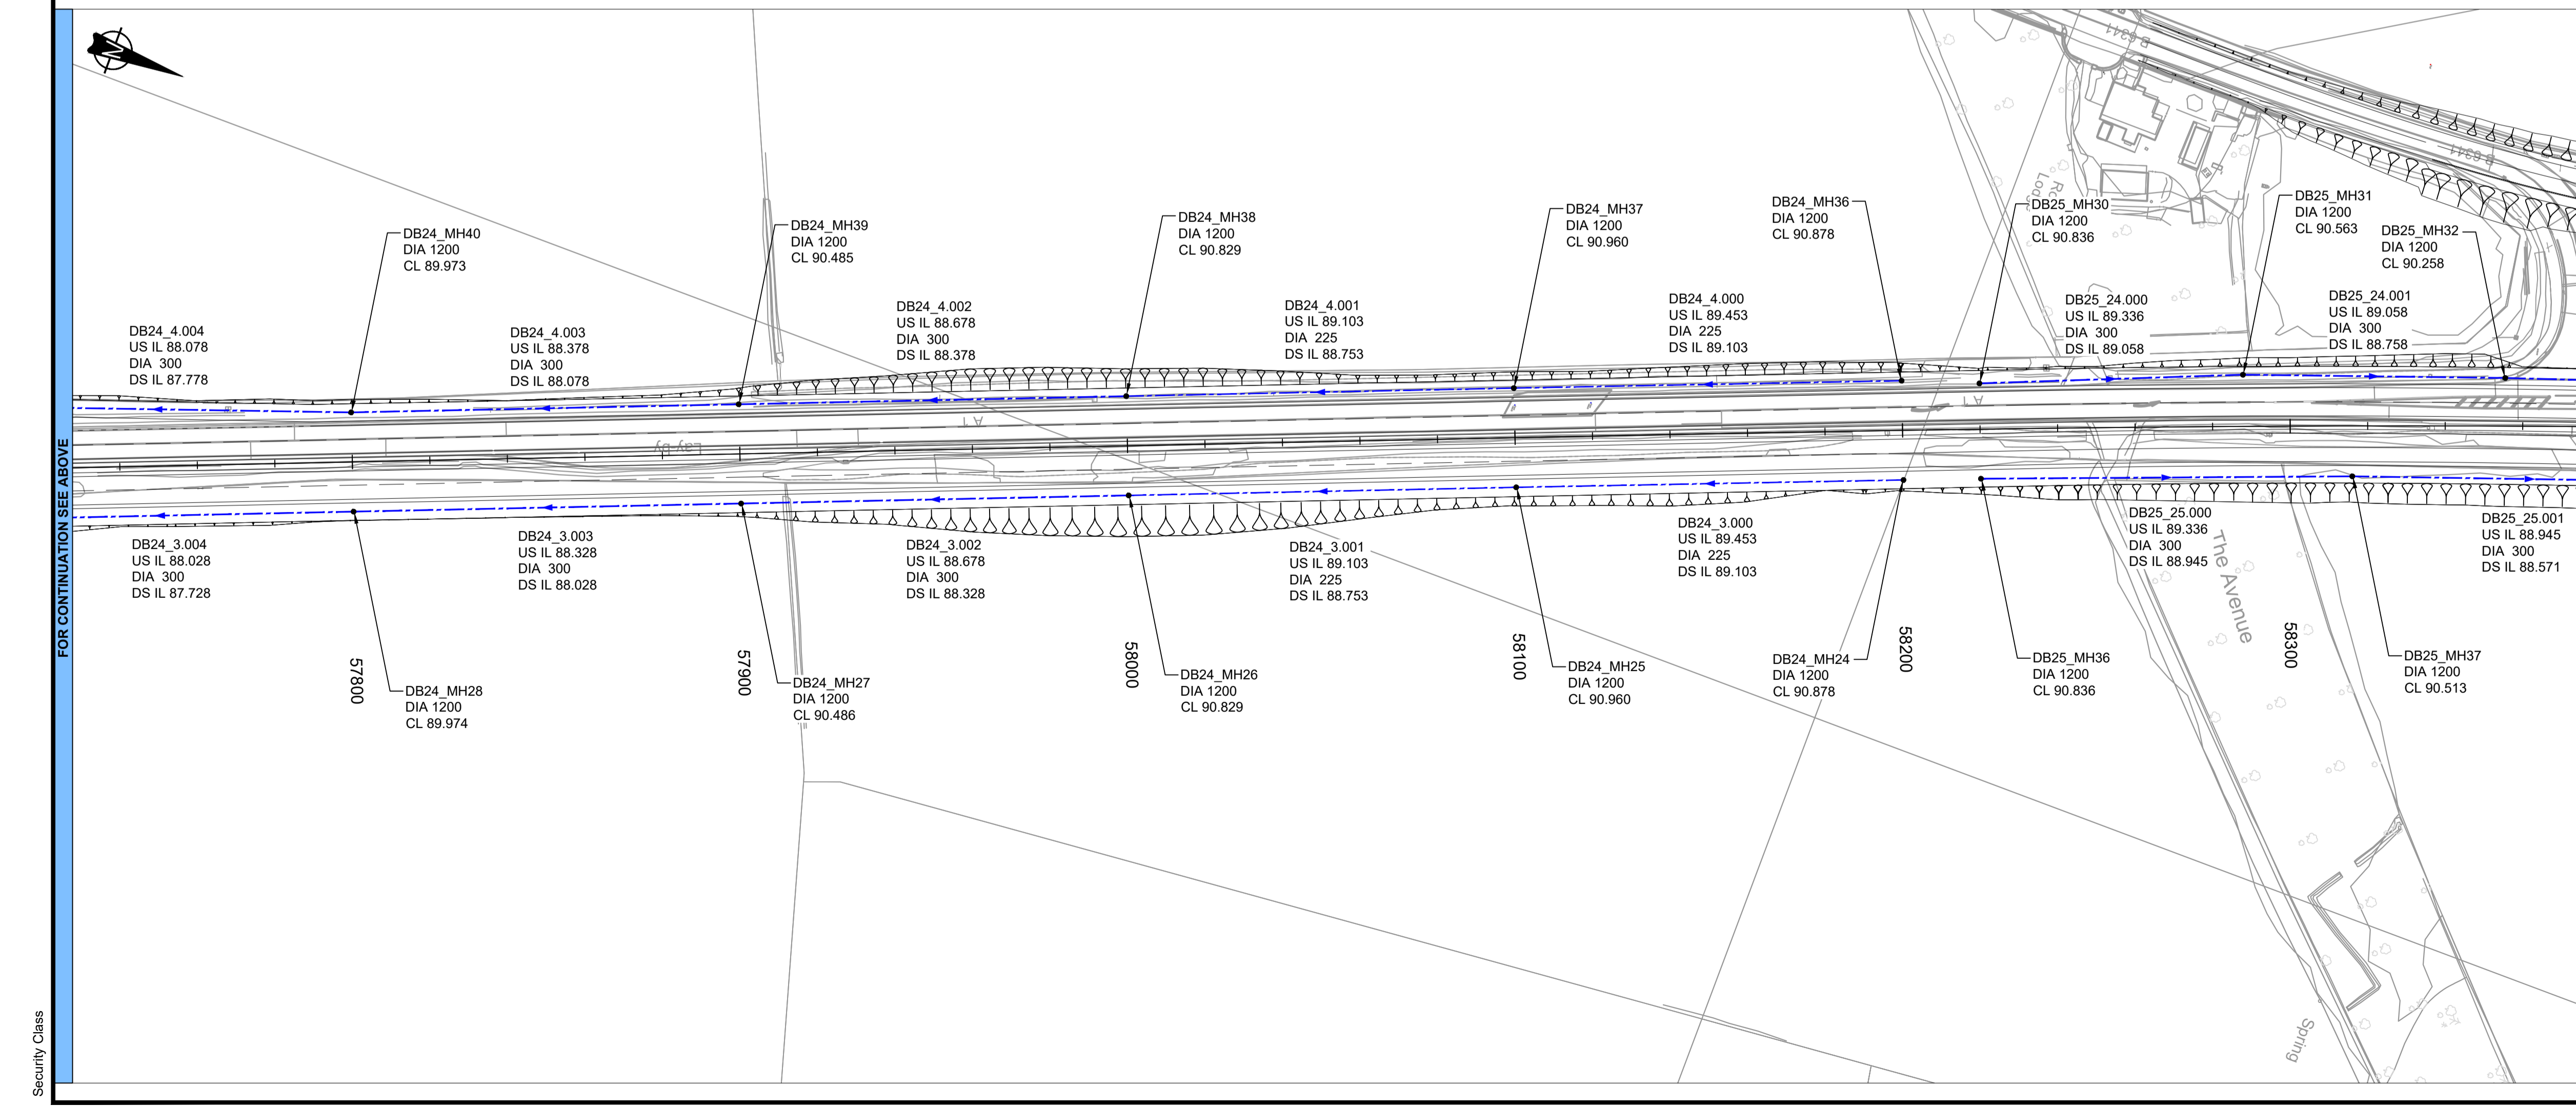 B 6341
B 6341
N
DB24_MH40
DIA 1200
CL 89.973
DB24_MH39
DIA 1200
CL 90.485
DB24_MH38
DIA 1200
CL 90.829
DB24_MH37
DIA 1200
CL 90.960
DB24_MH36
DIA 1200
CL 90.878
DB25_MH30
DIA 1200
CL 90.836
DB25_MH31
DIA 1200
CL 90.563
DB25_MH32
DIA 1200
CL 90.258
DB24_4.004
US IL 88.078
DIA 300
DS IL 87.778
DB24_4.003
US IL 88.378
DIA 300
DS IL 88.078
DB24_4.002
US IL 88.678
DIA 300
DS IL 88.378
DB24_4.001
US IL 89.103
DIA 225
DS IL 88.753
DB24_4.000
US IL 89.453
DIA 225
DS IL 89.103
DB25_24.000
US IL 89.336
DIA 300
DS IL 89.058
DB25_24.001
US IL 89.058
DIA 300
DS IL 88.758
A 1
A 1
Lay-by
FOR CONTINUATION SEE ABOVE
DB24_3.004
US IL 88.028
DIA 300
DS IL 87.728
DB24_3.003
US IL 88.328
DIA 300
DS IL 88.028
DB24_3.002
US IL 88.678
DIA 300
DS IL 88.328
DB24_3.001
US IL 89.103
DIA 225
DS IL 88.753
DB24_3.000
US IL 89.453
DIA 225
DS IL 89.103
DB25_25.000
US IL 89.336
DIA 300
DS IL 88.945
DB25_25.001
US IL 88.945
DIA 300
DS IL 88.571
The Avenue
57800
57900
58000
58100
58200
58300
DB24_MH28
DIA 1200
CL 89.974
DB24_MH27
DIA 1200
CL 90.486
DB24_MH26
DIA 1200
CL 90.829
DB24_MH25
DIA 1200
CL 90.960
DB24_MH24
DIA 1200
CL 90.878
DB25_MH36
DIA 1200
CL 90.836
DB25_MH37
DIA 1200
CL 90.513
Spring
Security Class